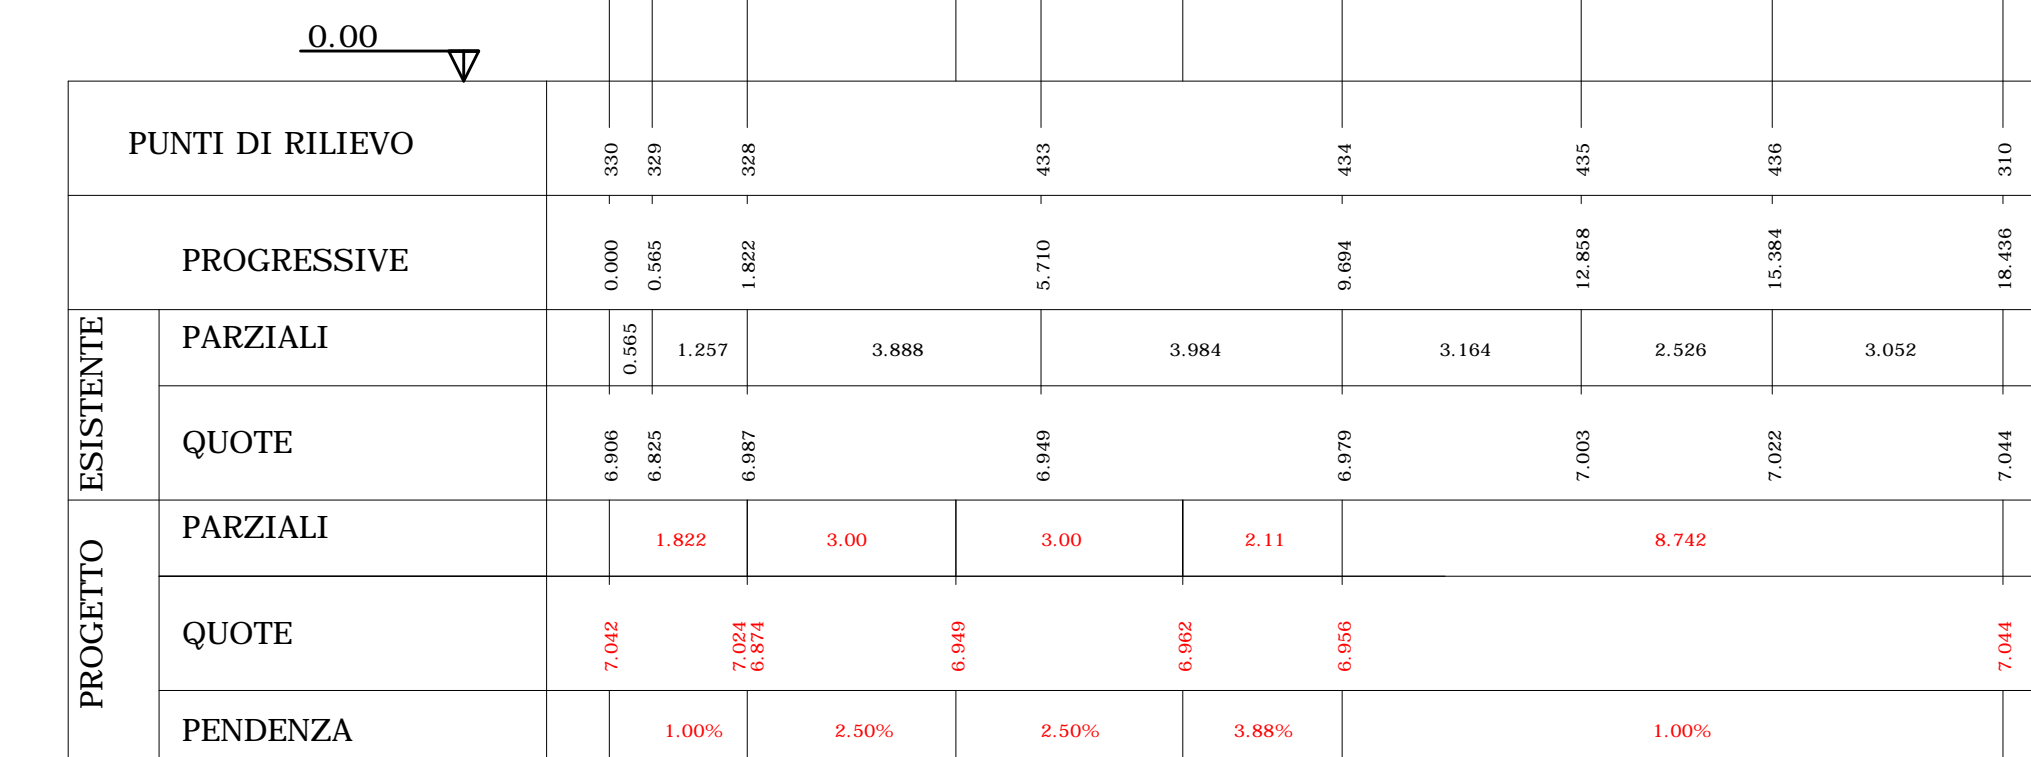 0.00
PUNTI DI RILIEVO
330 329 328 433 434 435 436 310
PROGRESSIVE
0.000 0.565 1.822 5.710 9.694 12.858 15.384 18.436
ESISTENTE
PARZIALI
0.565 1.257 3.888 3.984 3.164 2.526 3.052
QUOTE
6.906 6.825 6.987 6.949 6.979 7.003 7.022 7.044
PROGETTO
PARZIALI
1.822 3.00 3.00 2.11 8.742
QUOTE
7.042 7.024 6.874 6.949 6.962 6.956 7.044
PENDENZA
1.00% 2.50% 2.50% 3.88% 1.00%